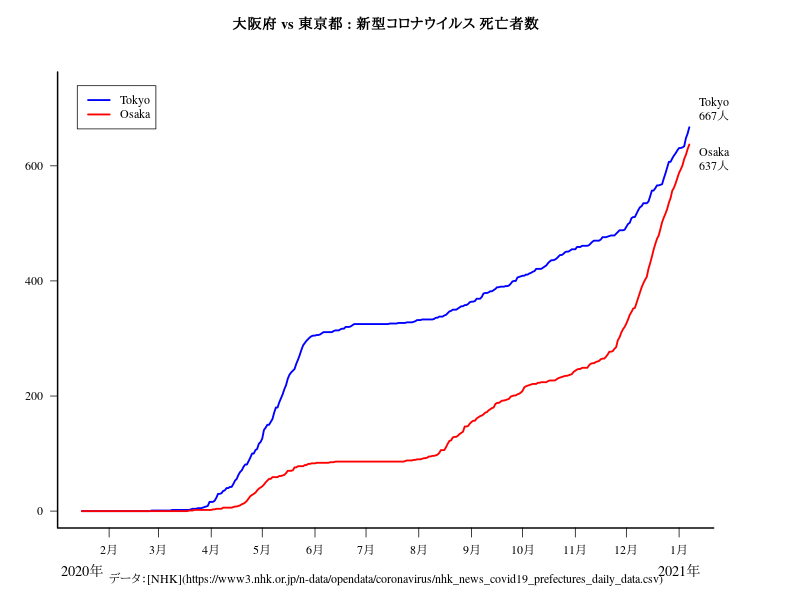 大阪府 vs 東京都 : 新型コロナウイルス 死亡者数
Tokyo
Osaka
Tokyo
667人
Osaka
637人
600
400
200
0
2月 3月 4月 5月 6月 7月 8月 9月 10月 11月 12月 1月
2020年 2021年
データ：[NHK](https://www3.nhk.or.jp/n-data/opendata/coronavirus/nhk_news_covid19_prefectures_daily_data.csv)